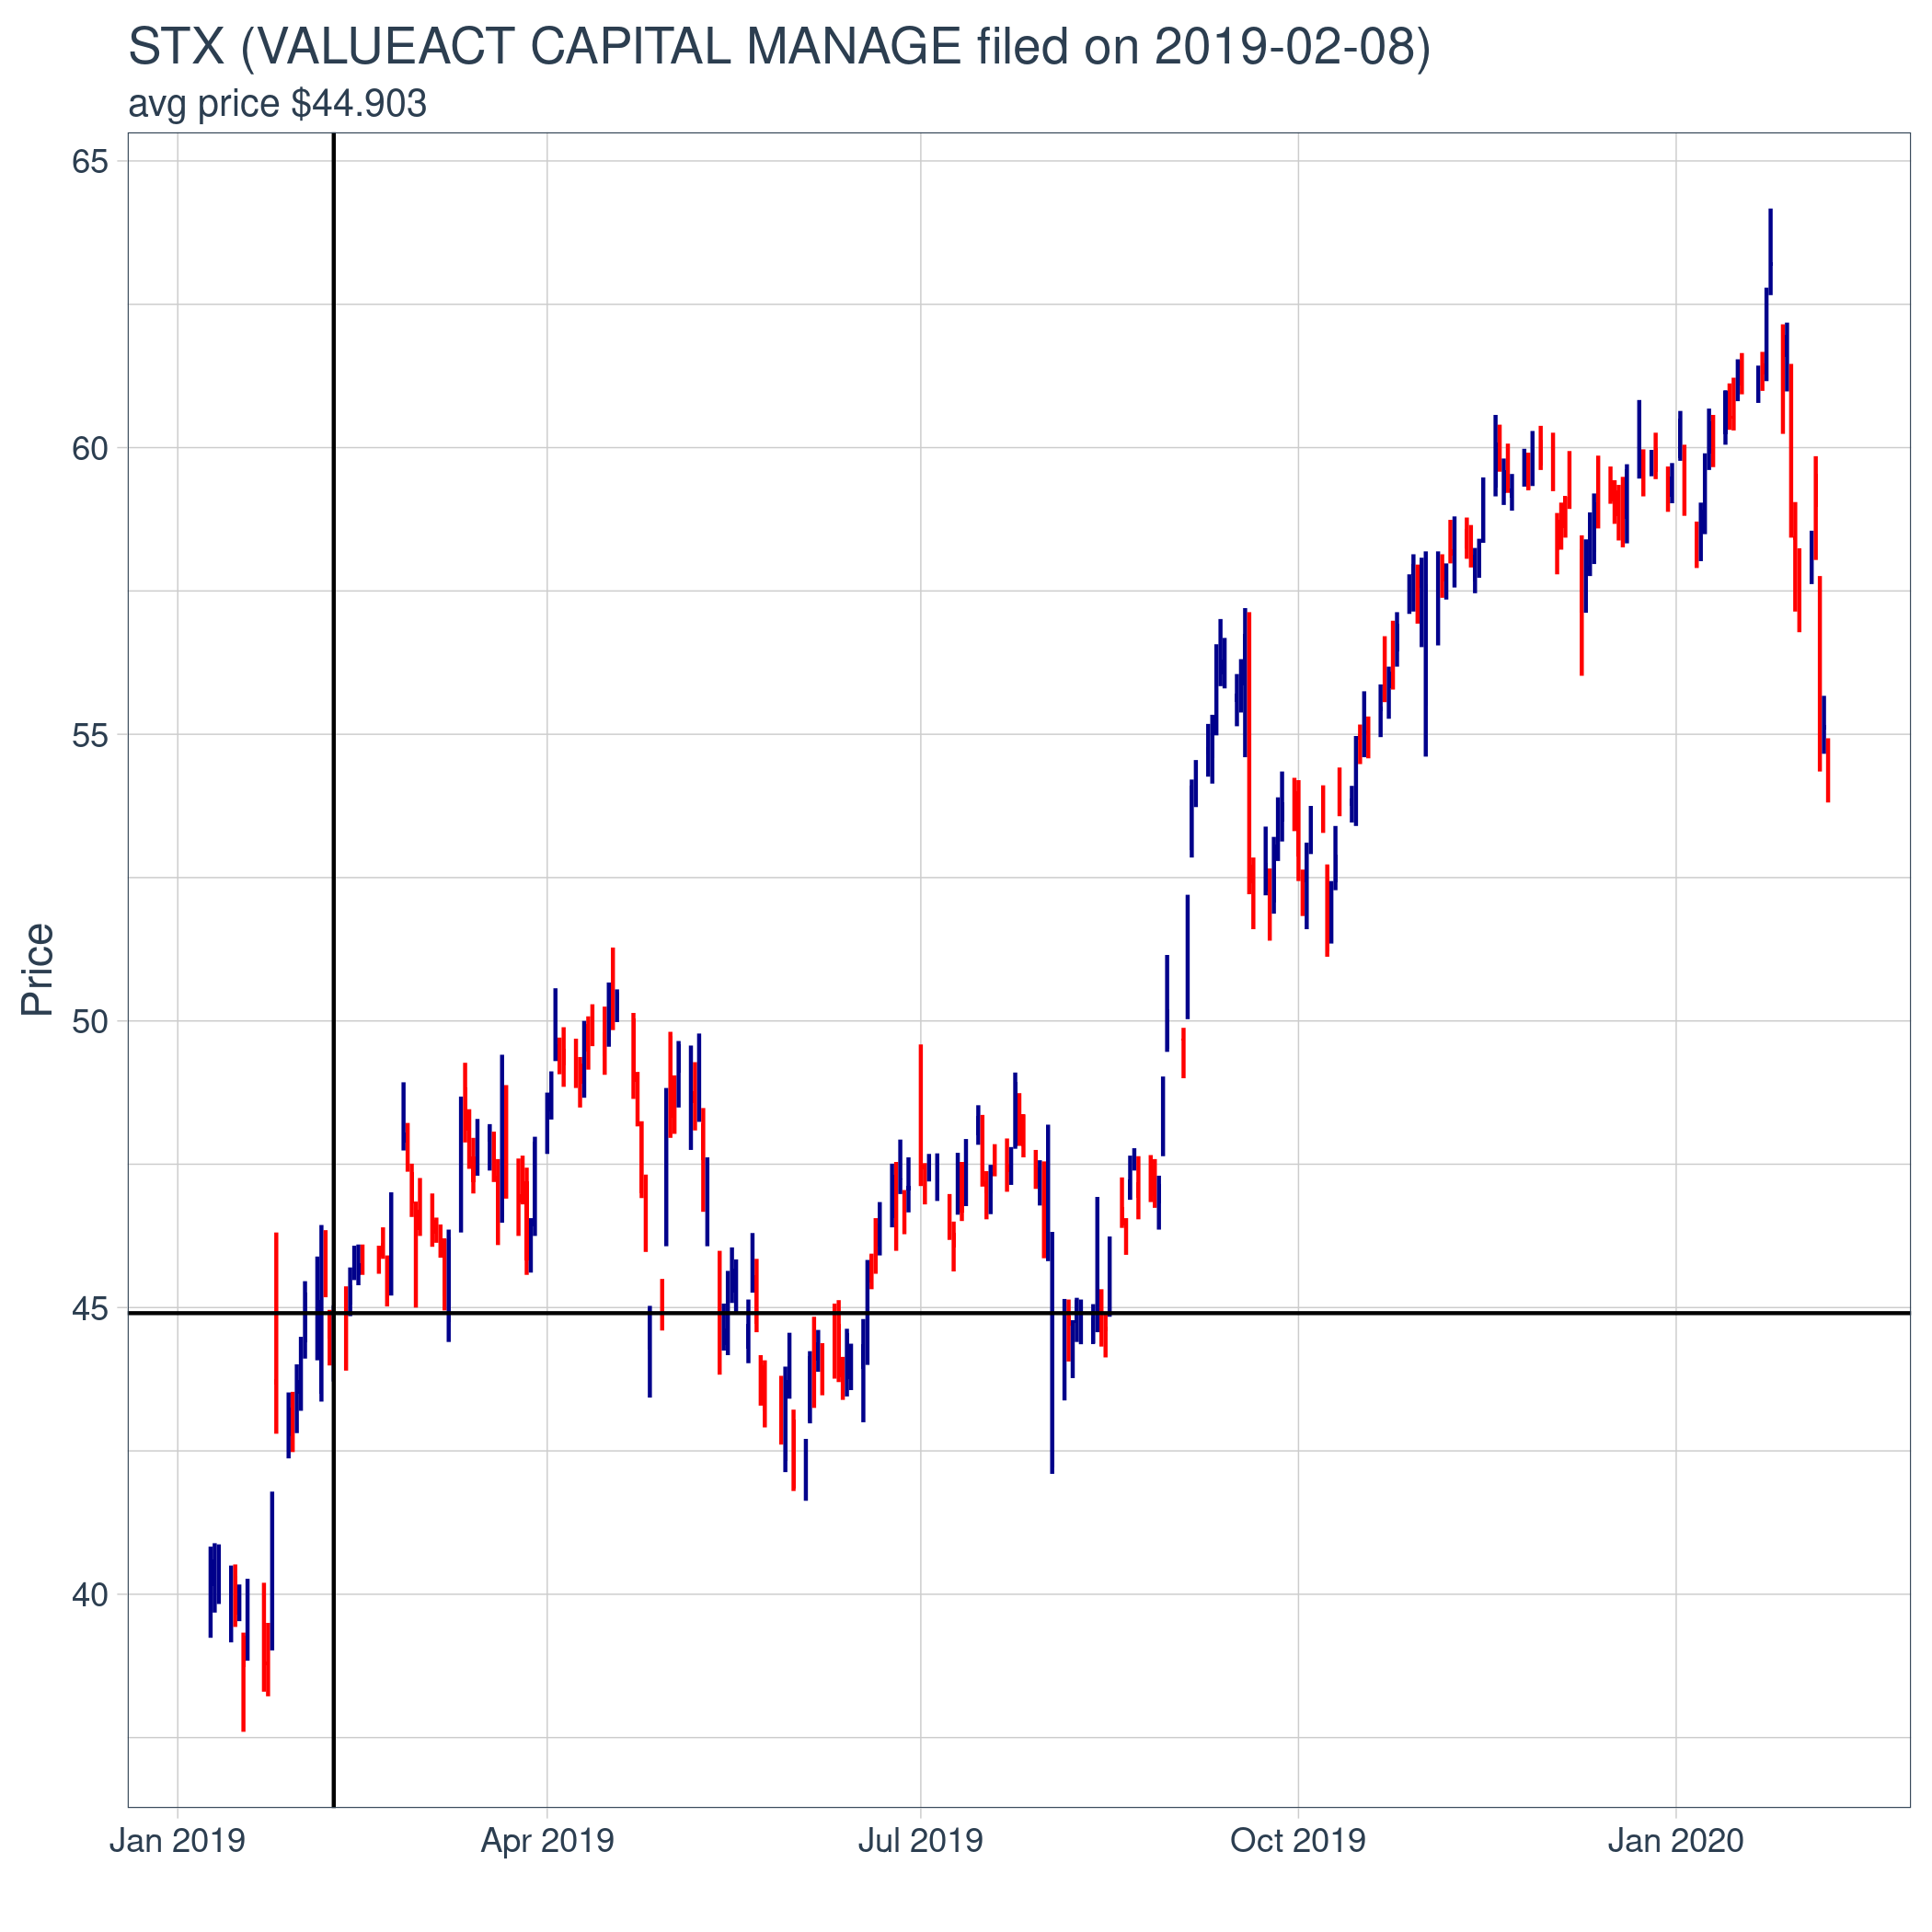 STX (VALUEACT CAPITAL MANAGE filed on 2019-02-08)
avg price $44.903
65
60
55
50
45
40
Price
Jan 2019
Apr 2019
Jul 2019
Oct 2019
Jan 2020